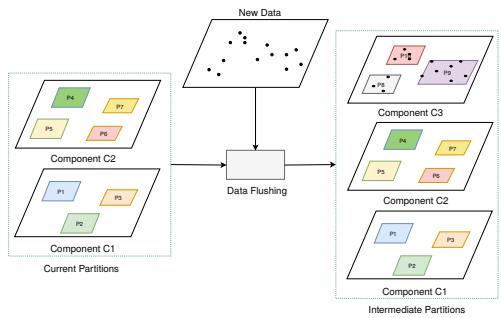 New Data
P4
P7
P5
P6
Component C2
P1
P3
P2
Component C1
Current Partitions
Data Flushing
P9
P8
Component C3
P4
P7
P5
P6
Component C2
P1
P3
P2
Component C1
Intermediate Partitions